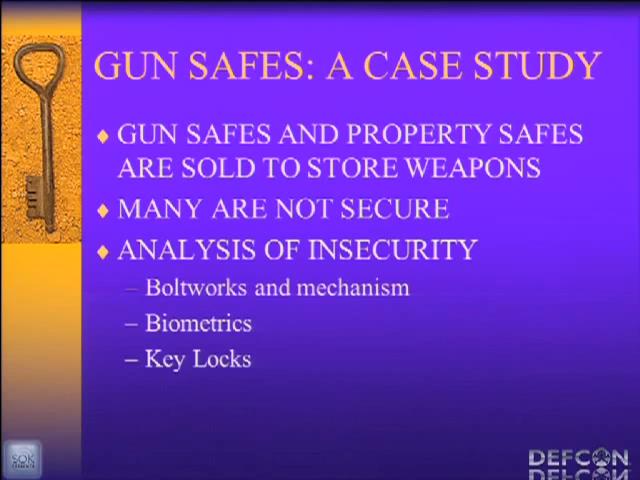 GUN SAFES: A CASE STUDY
GUN SAFES AND PROPERTY SAFES
ARE SOLD TO STORE WEAPONS
MANY ARE NOT SECURE
ANALYSIS OF INSECURITY
– Boltworks and mechanism
– Biometrics
– Key Locks
SOK
DEFCON